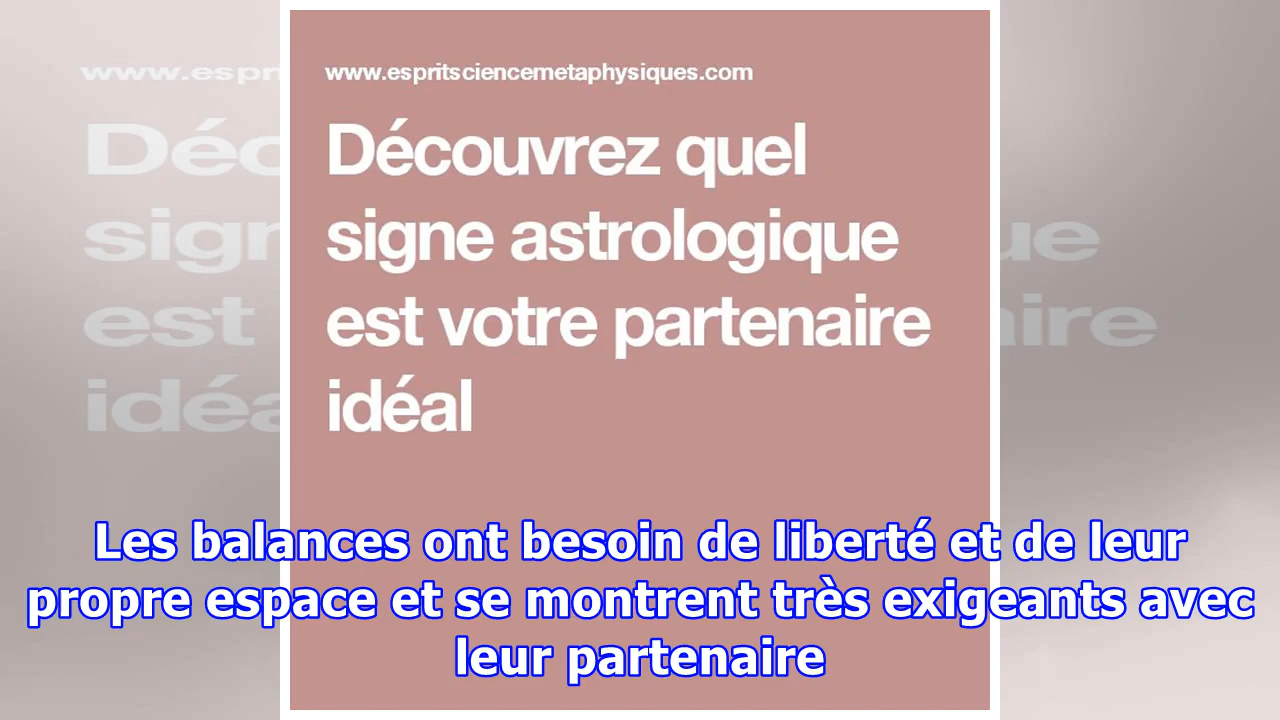 www.espritsciencemetaphysiques.com
Découvrez quel
signe astrologique
est votre partenaire
idéal
Les balances ont besoin de liberté et de leur
propre espace et se montrent très exigeants avec
leur partenaire